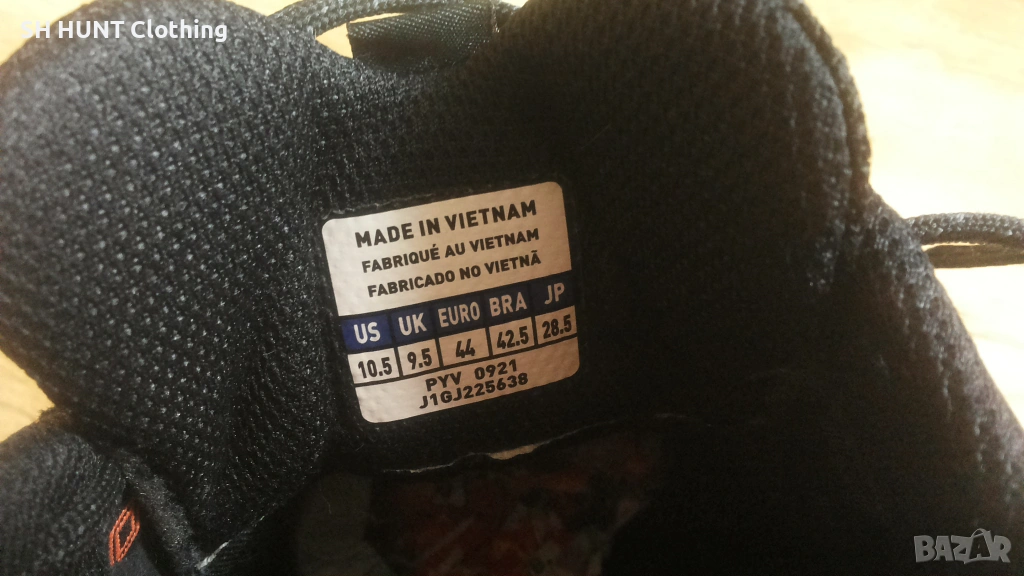 SH HUNT Clothing
MADE IN VIETNAM
FABRIQUÉ AU VIETNAM
FABRICADO NO VIETNÃ
US UK EURO BRA JP
10.5 9.5 44 42.5 28.5
PYV 0921
J1GJ225638
BAZAR